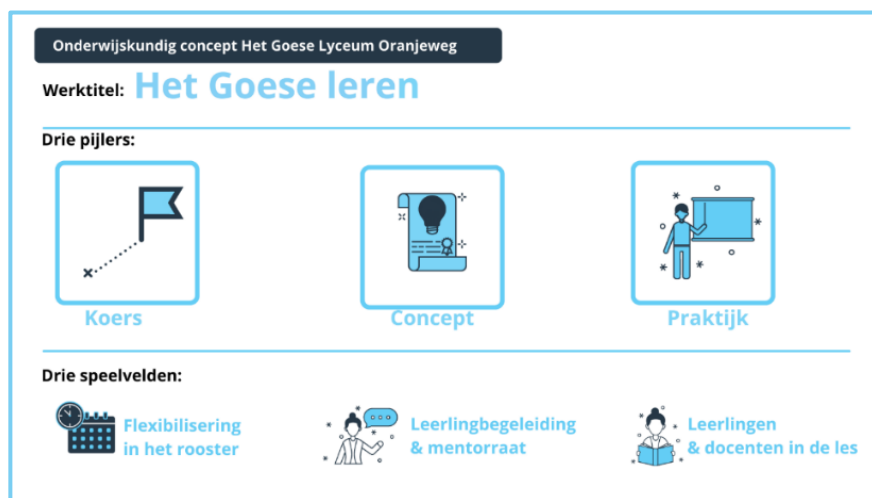 Onderwijskundig concept Het Goese Lyceum Oranjeweg
Werktitel: Het Goese leren
Drie pijlers:
Koers
Concept
Praktijk
Drie speelvelden:
Flexibilisering
in het rooster
Leerlingbegeleiding
& mentorraat
Leerlingen
& docenten in de les